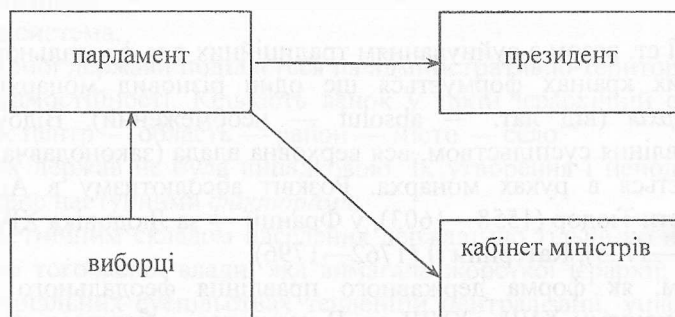 парламент
президент
виборці
кабінет міністрів